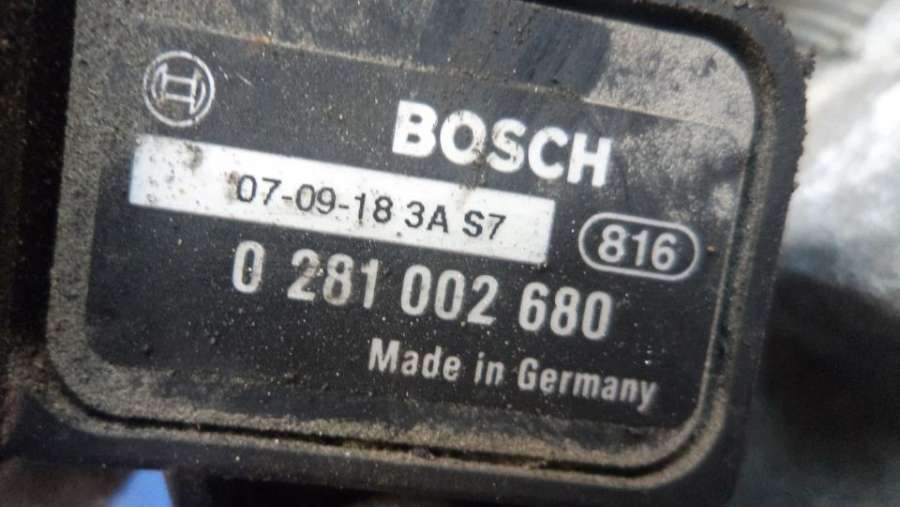 BOSCH
07-09-18 3A S7
816
0 281 002 680
Made in Germany